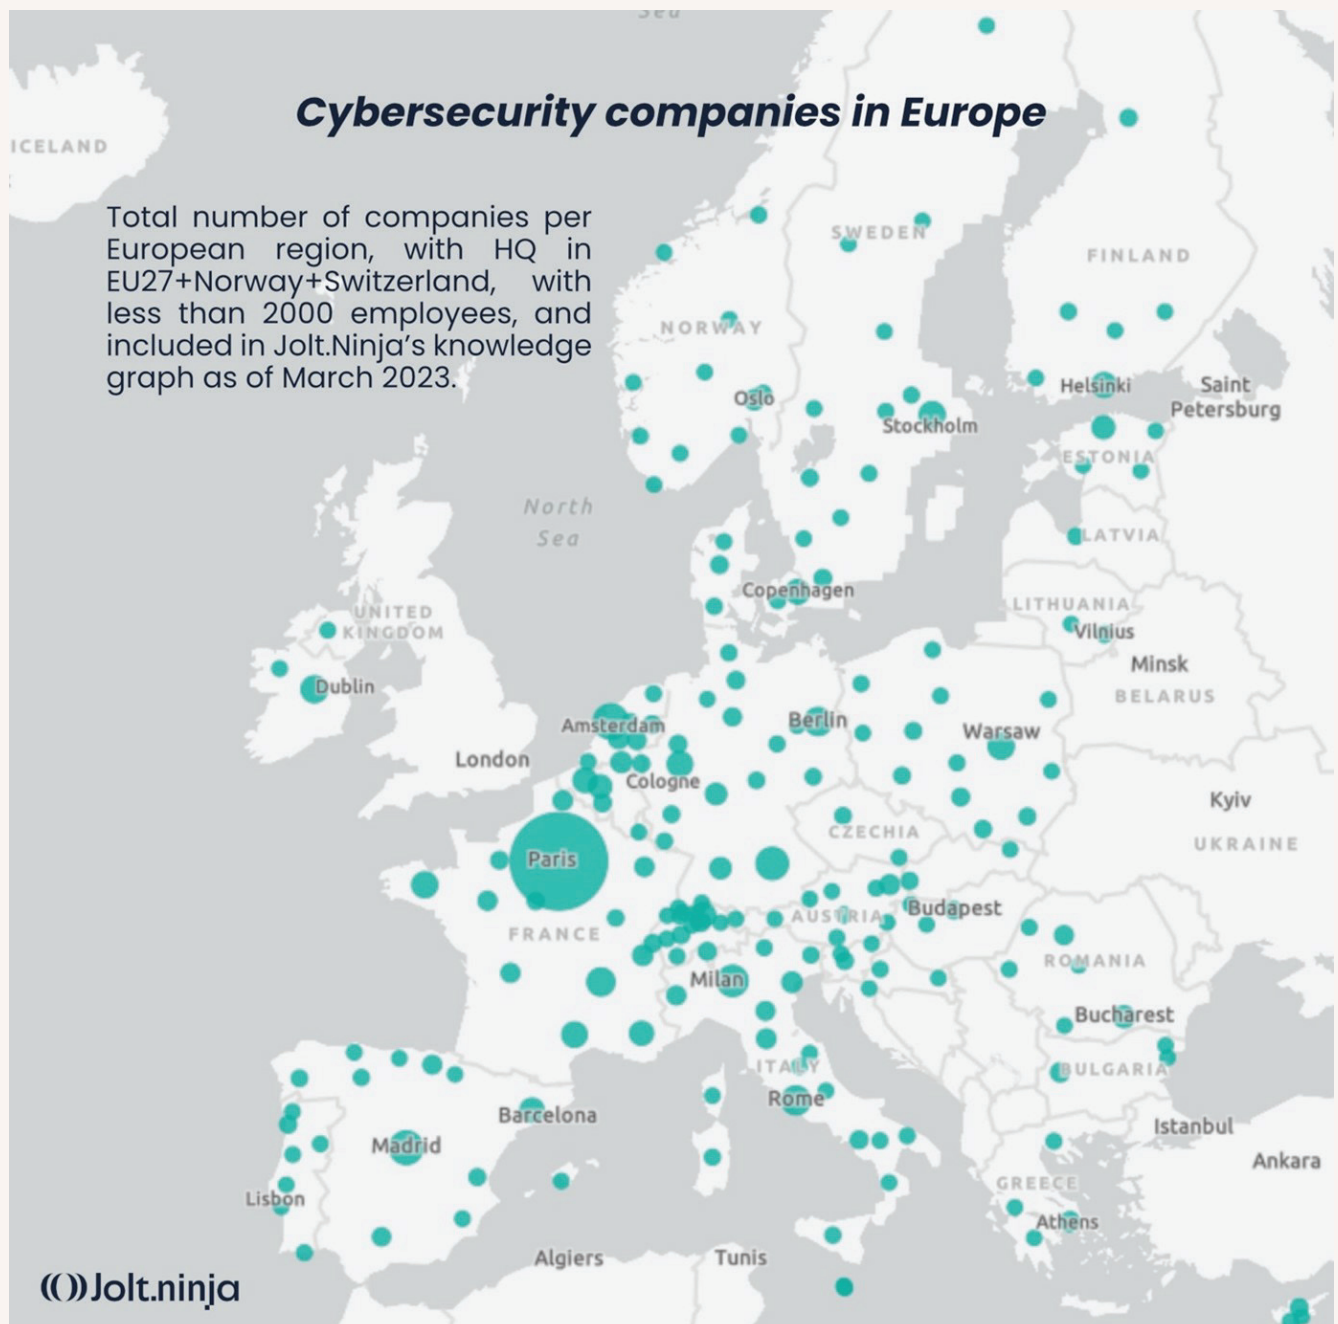 Sea
Cybersecurity companies in Europe
ICELAND
Total number of companies per
European region, with HQ in
EU27+Norway+Switzerland, with
less than 2000 employees, and
included in Jolt.Ninja's knowledge
graph as of March 2023.
SWEDEN
FINLAND
NORWAY
Oslo
Helsinki
Saint
Petersburg
Stockholm
ESTONIA
North
Sea
LATVIA
Copenhagen
LITHUANIA
Vilnius
UNITED
KINGDOM
Minsk
BELARUS
Dublin
Amsterdam
Berlin
Warsaw
London
Cologne
Kyiv
UKRAINE
CZECHIA
Paris
FRANCE
AUSTRIA
Budapest
ROMANIA
Milan
Bucharest
ITALY
BULGARIA
Rome
Barcelona
Istanbul
Madrid
Ankara
GREECE
Lisbon
Athens
Algiers
Tunis
Jolt.ninja